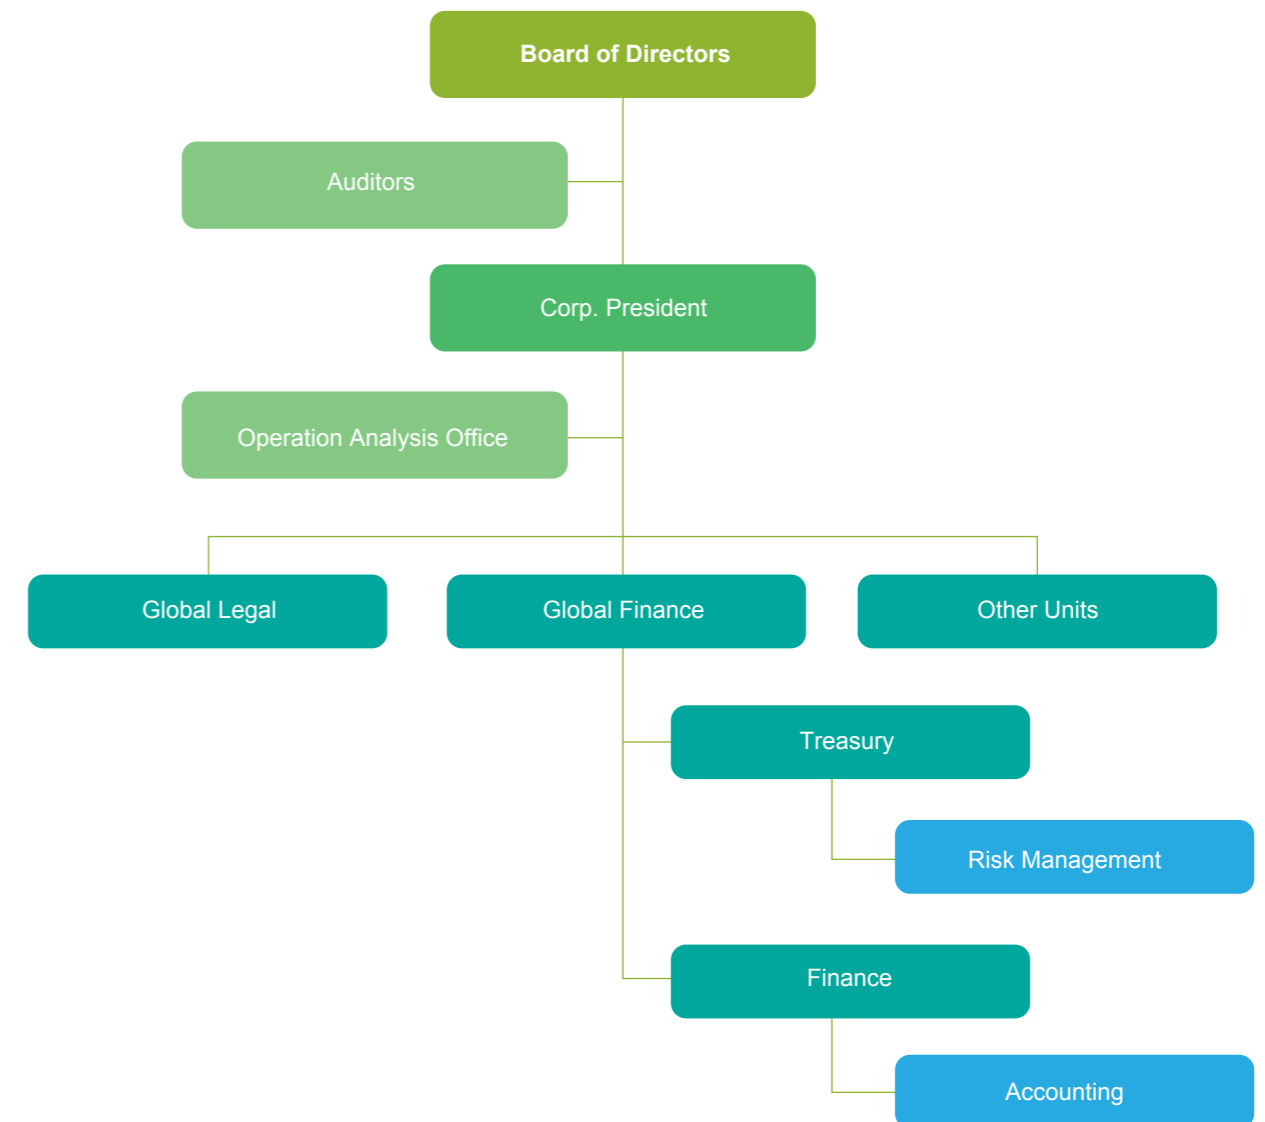 Board of Directors
Auditors
Corp. President
Operation Analysis Office
Global Legal
Global Finance
Other Units
Treasury
Risk Management
Finance
Accounting